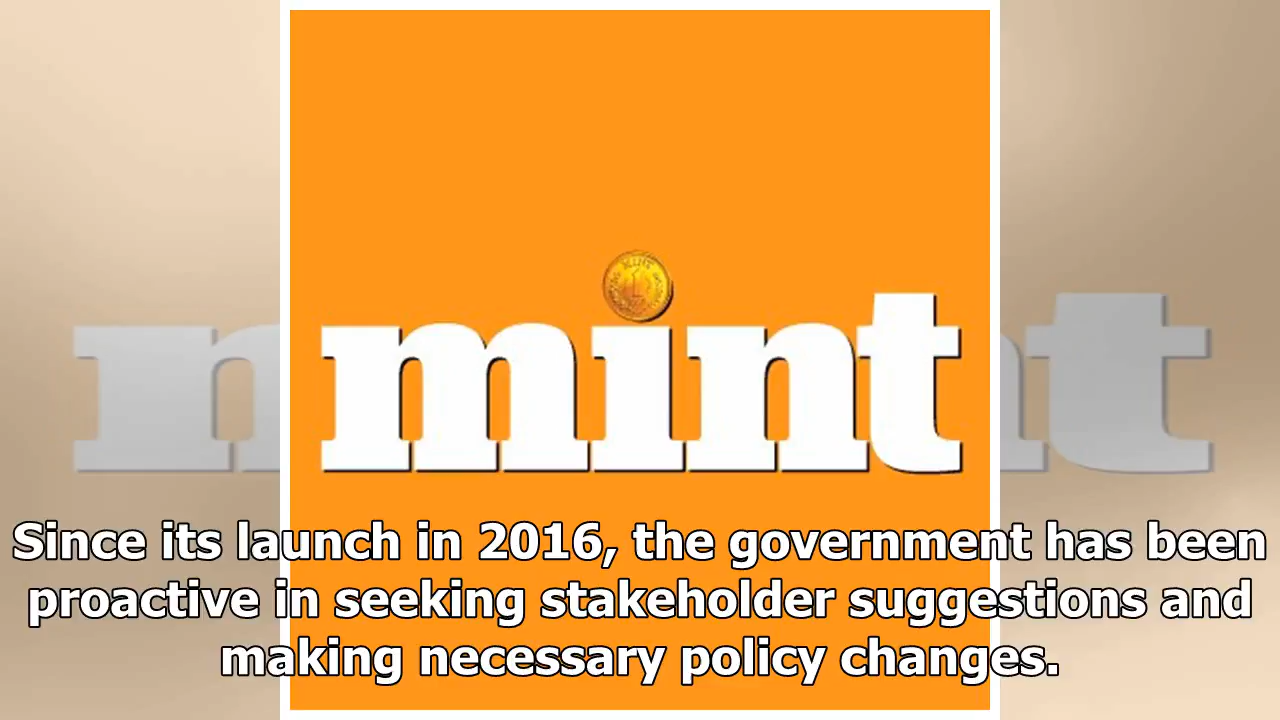 mint
Since its launch in 2016, the government has been
proactive in seeking stakeholder suggestions and
making necessary policy changes.